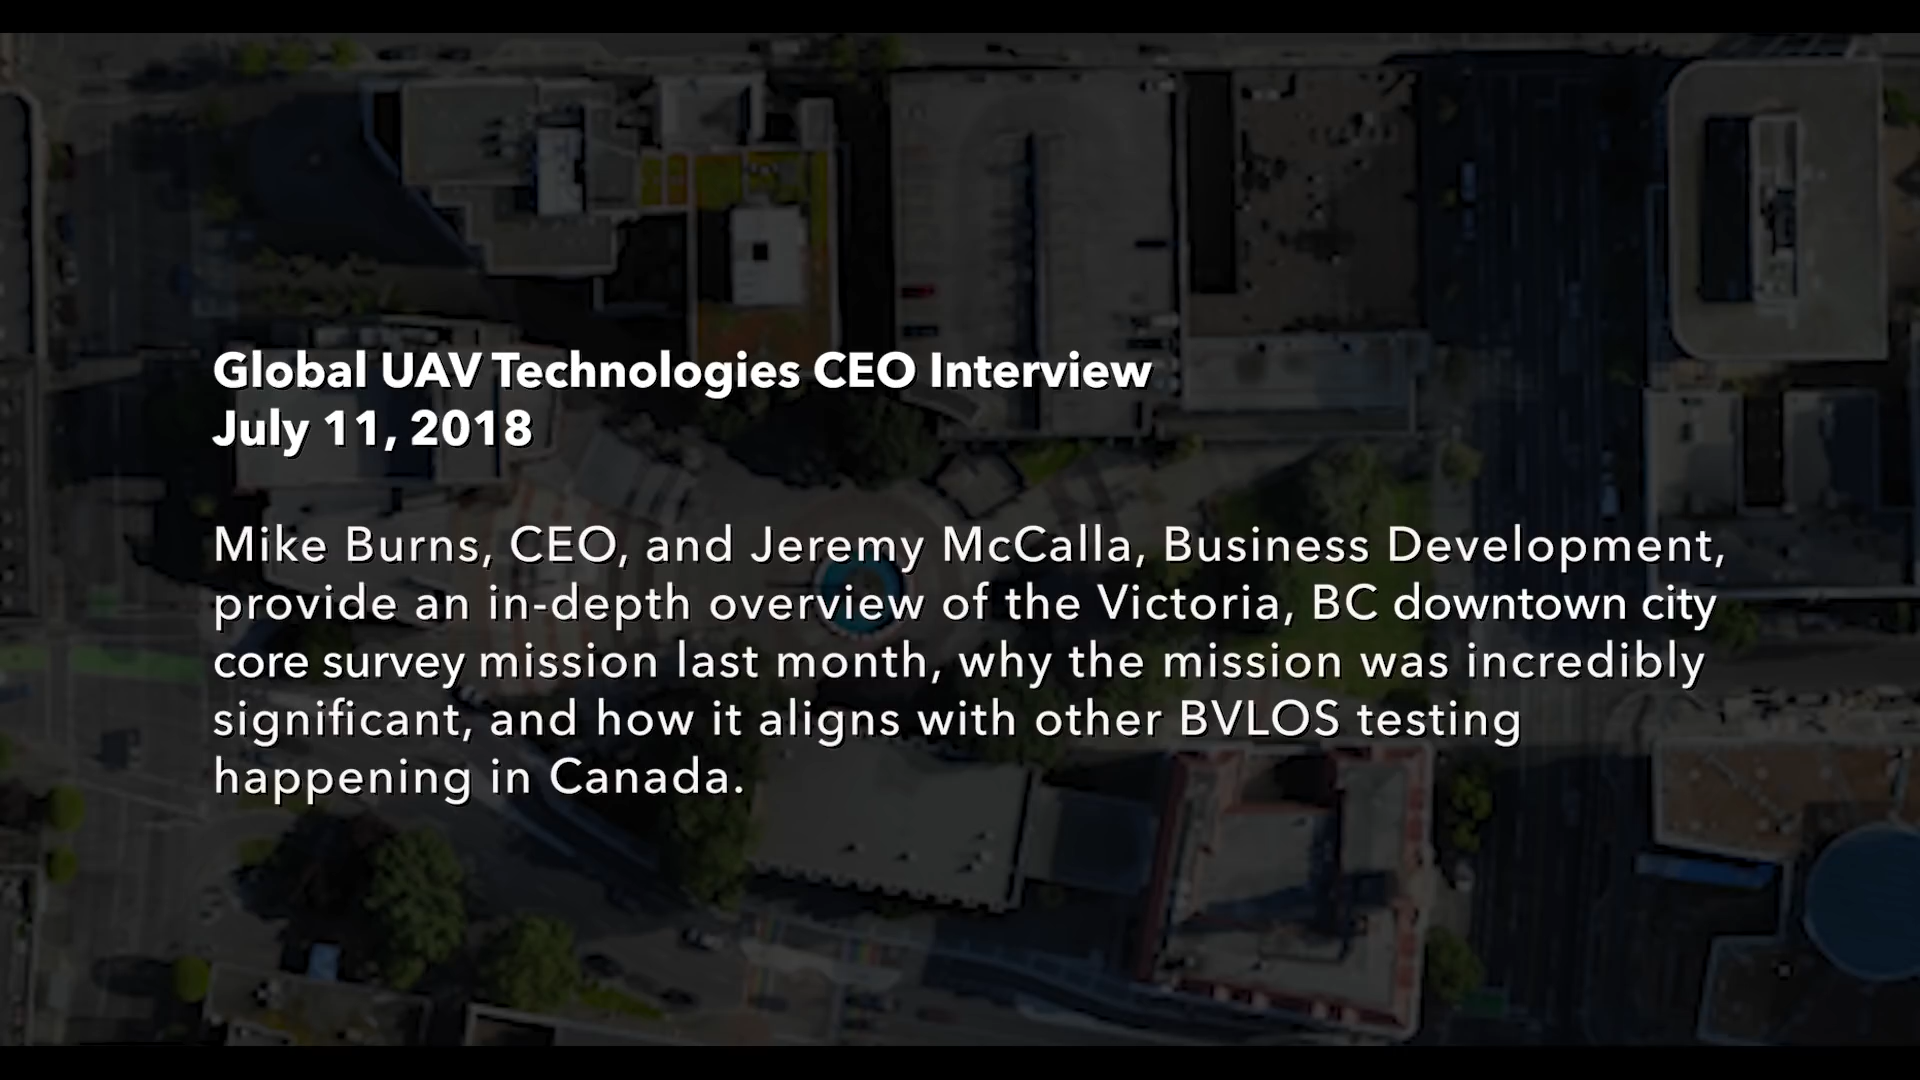 Global UAV Technologies CEO Interview
July 11, 2018
Mike Burns, CEO, and Jeremy McCalla, Business Development,
provide an in-depth overview of the Victoria, BC downtown city
core survey mission last month, why the mission was incredibly
significant, and how it aligns with other BVLOS testing
happening in Canada.